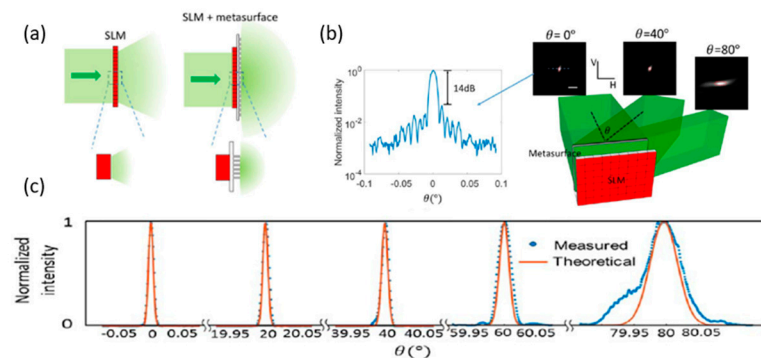 (a)
SLM
SLM + metasurface
(b)
Normalized intensity
10⁰
10⁻²
10⁻⁴
14dB
-0.1 -0.05 0 0.05 0.1
θ(°)
θ= 0°
V
H
θ=40°
θ=80°
θ
Metasurface
SLM
(c)
Normalized
intensity
1
0
Measured
Theoretical
-0.05 0 0.05 19.95 20 20.05 39.95 40 40.05 59.95 60 60.05 79.95 80 80.05
θ(°)